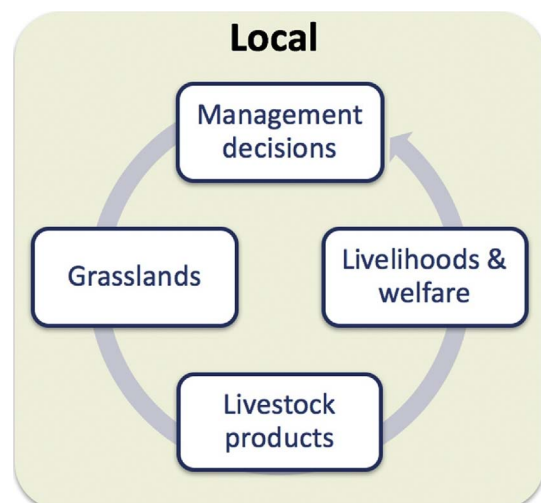 Local
Management
decisions
Grasslands
Livelihoods &
welfare
Livestock
products